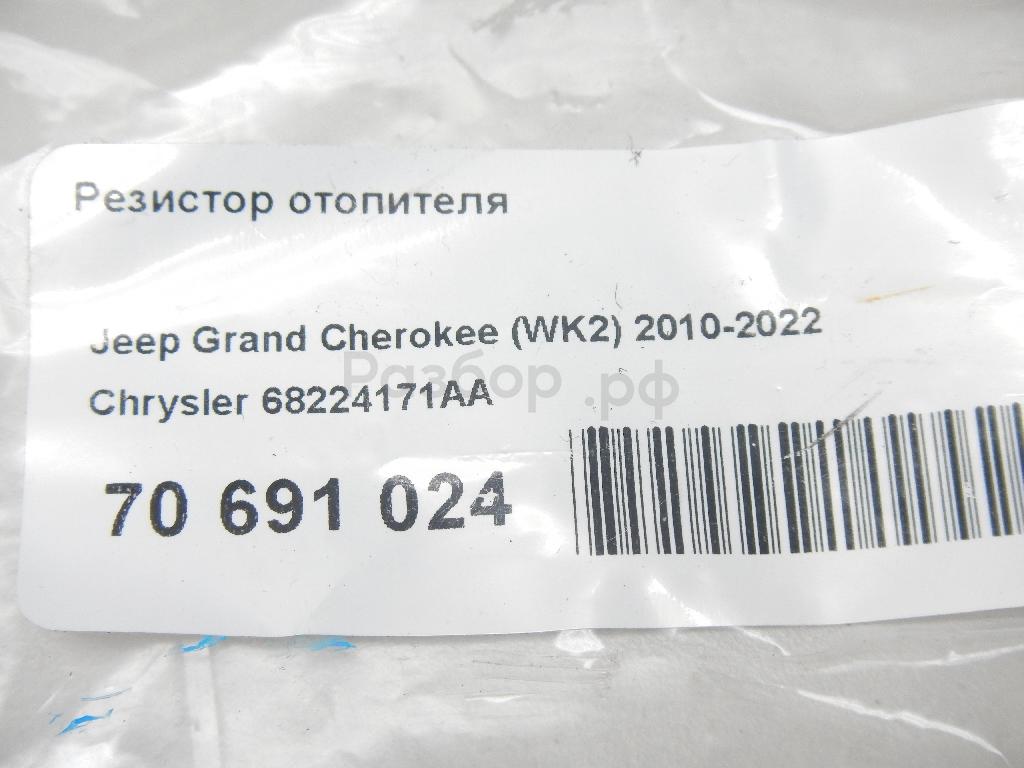 Резистор отопителя
Jeep Grand Cherokee (WK2) 2010-2022
Разбор.рф
Chrysler 68224171AA
70 691 024